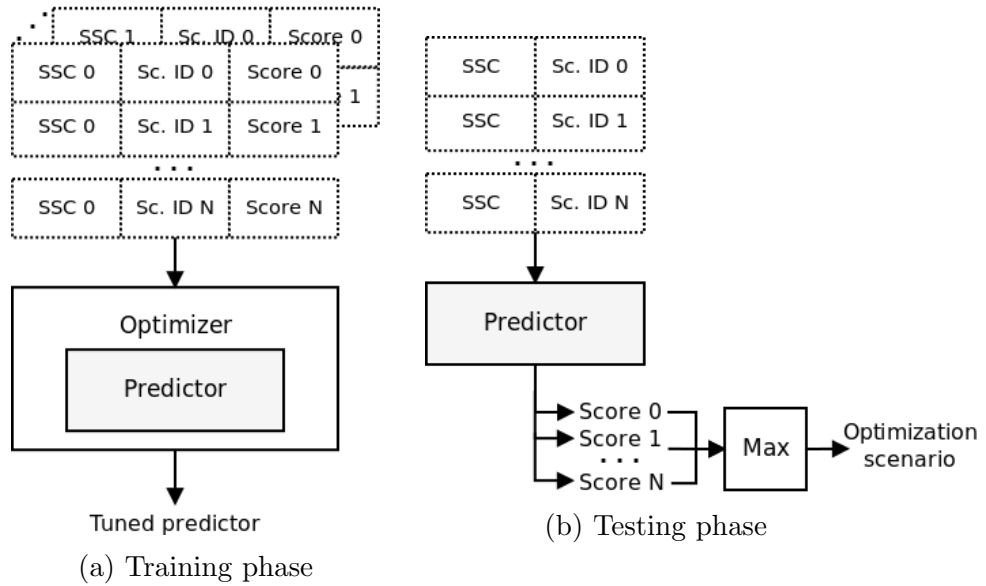 SSC 1 Sc. ID 0 Score 0
SSC 0 Sc. ID 0 Score 0
1
SSC 0 Sc. ID 1 Score 1
...
SSC 0 Sc. ID N Score N
Optimizer
Predictor
Tuned predictor
(a) Training phase
SSC Sc. ID 0
SSC Sc. ID 1
...
SSC Sc. ID N
Predictor
Score 0
Score 1
...
Score N
Max
Optimization
scenario
(b) Testing phase